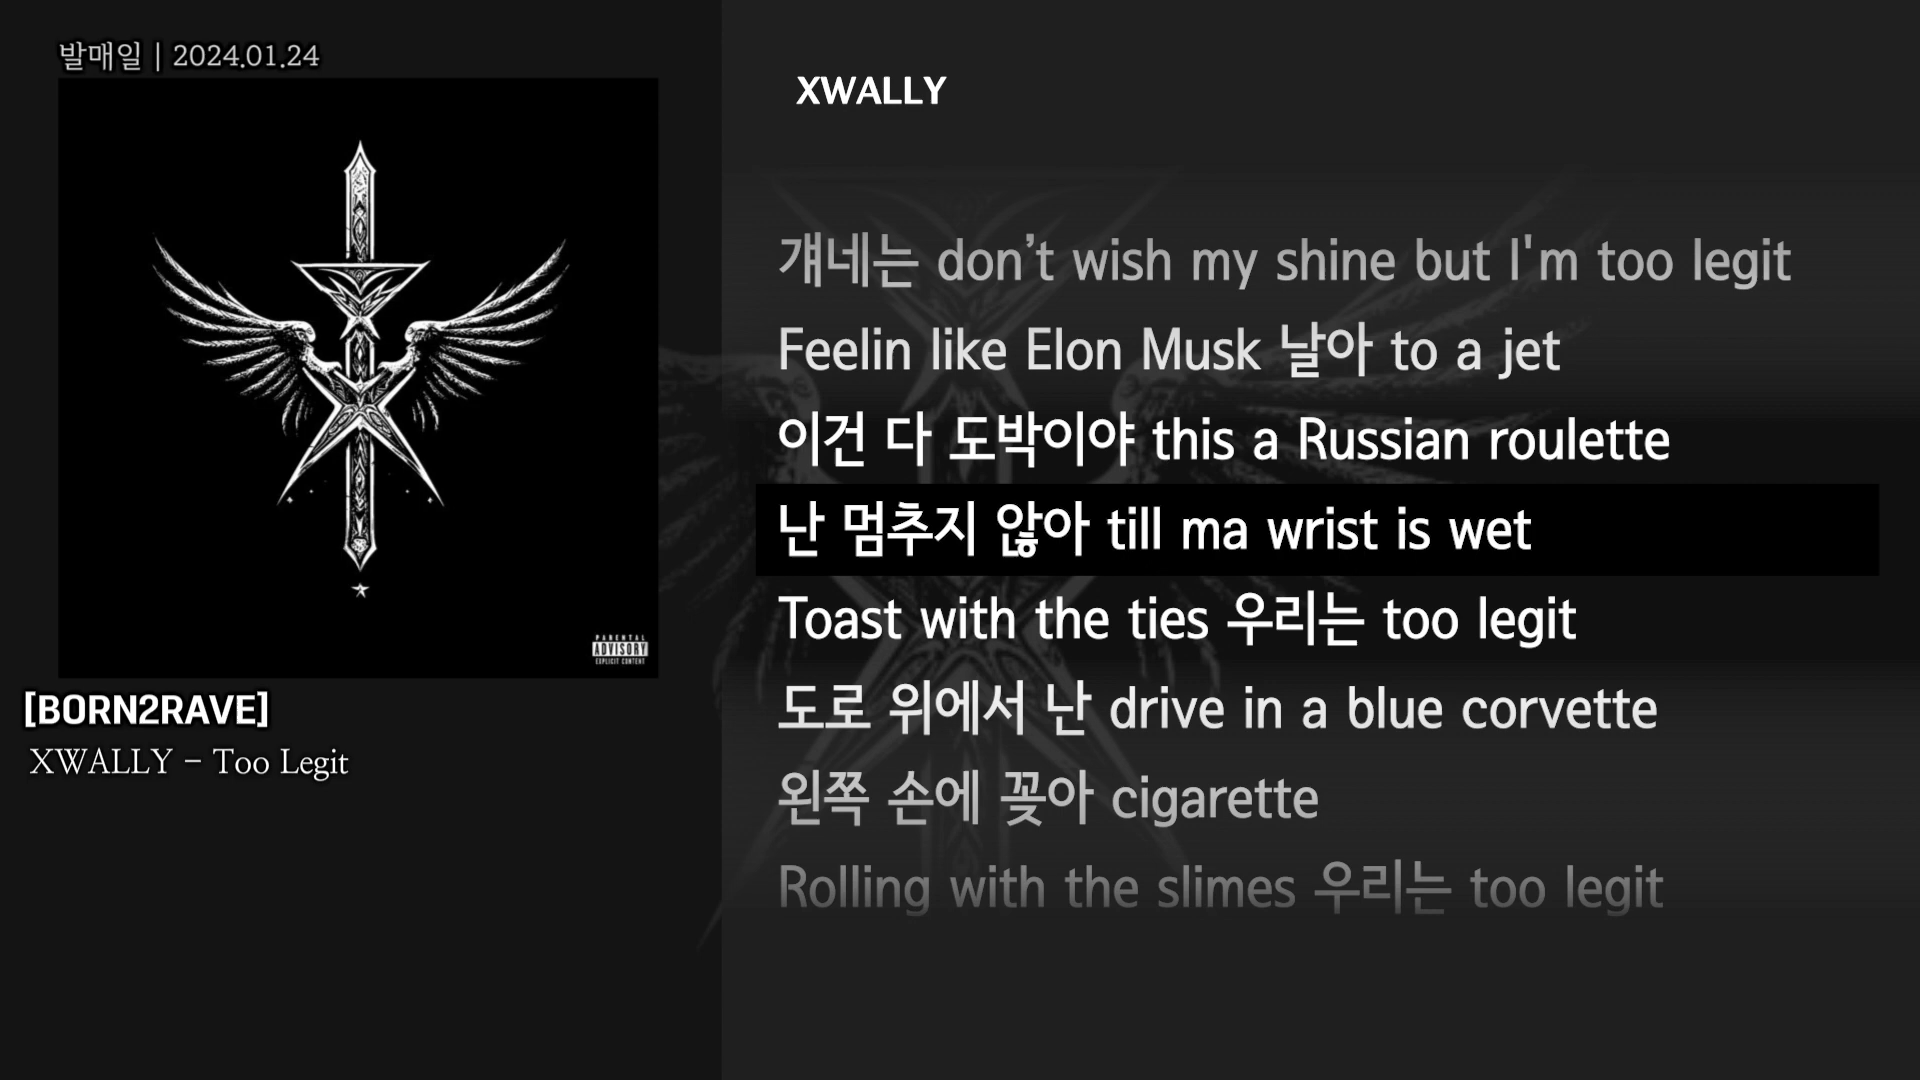 발매일 | 2024.01.24
PARENTAL
ADVISORY
EXPLICIT CONTENT
[BORN2RAVE]
XWALLY - Too Legit
XWALLY
걔네는 don’t wish my shine but I'm too legit
Feelin like Elon Musk 날아 to a jet
이건 다 도박이야 this a Russian roulette
난 멈추지 않아 till ma wrist is wet
Toast with the ties 우리는 too legit
도로 위에서 난 drive in a blue corvette
왼쪽 손에 꽂아 cigarette
Rolling with the slimes 우리는 too legit